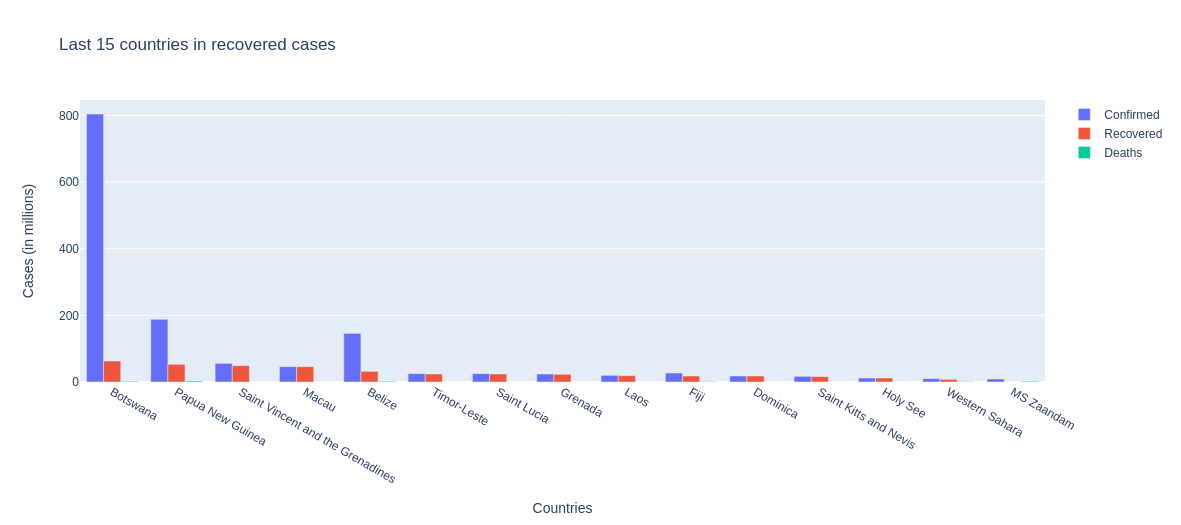 Last 15 countries in recovered cases
Confirmed
Recovered
Deaths
Cases (in millions)
800
600
400
200
0
Botswana
Papua New Guinea
Saint Vincent and the Grenadines
Macau
Belize
Timor-Leste
Saint Lucia
Grenada
Laos
Fiji
Dominica
Saint Kitts and Nevis
Holy See
Western Sahara
MS Zaandam
Countries